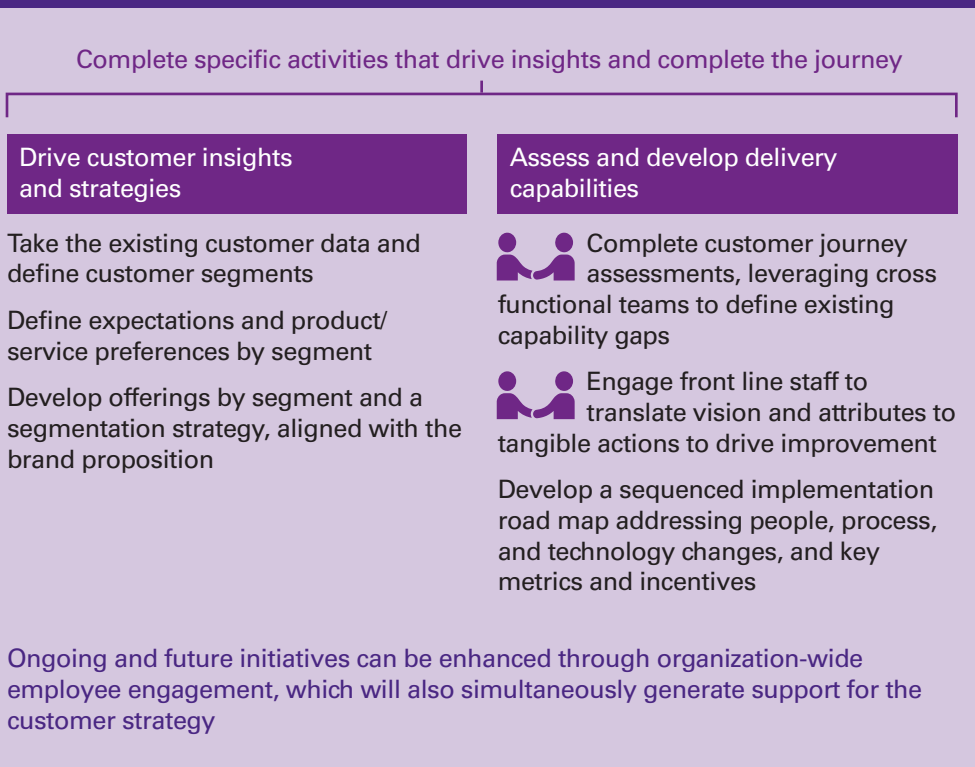 Complete specific activities that drive insights and complete the journey
Drive customer insights
and strategies
Take the existing customer data and
define customer segments
Define expectations and product/
service preferences by segment
Develop offerings by segment and a
segmentation strategy, aligned with the
brand proposition
Assess and develop delivery
capabilities
Complete customer journey
assessments, leveraging cross
functional teams to define existing
capability gaps
Engage front line staff to
translate vision and attributes to
tangible actions to drive improvement
Develop a sequenced implementation
road map addressing people, process,
and technology changes, and key
metrics and incentives
Ongoing and future initiatives can be enhanced through organization-wide
employee engagement, which will also simultaneously generate support for the
customer strategy